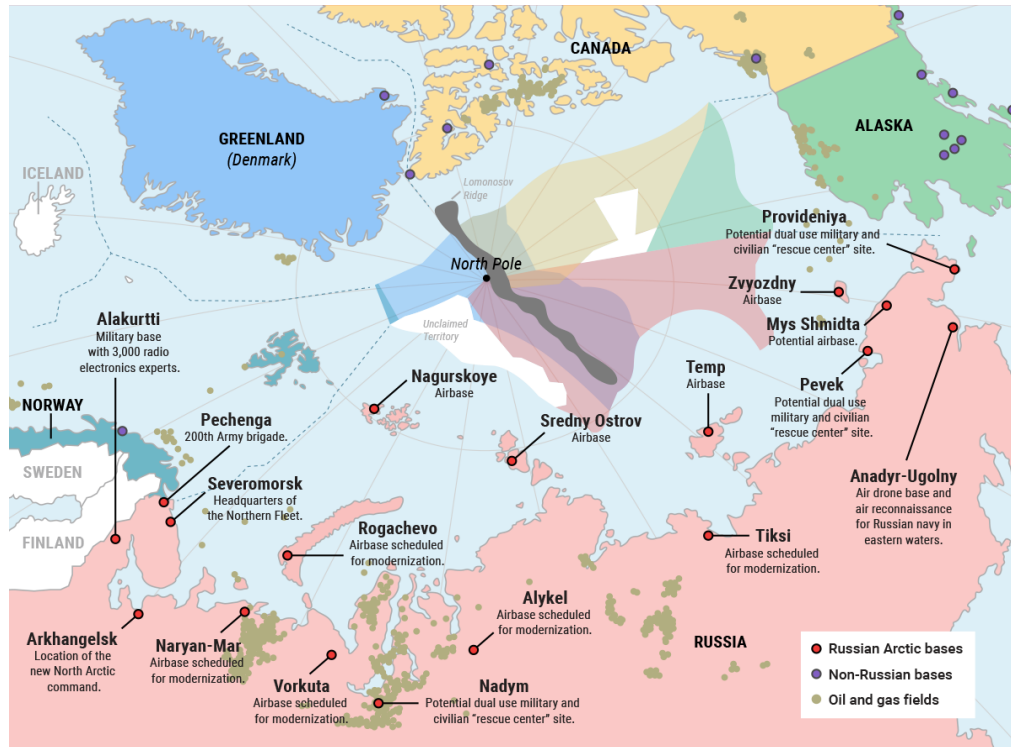 CANADA
GREENLAND
(Denmark)
ALASKA
ICELAND
Lomonosov
Ridge
North Pole
Unclaimed
Territory
Provideniya
Potential dual use military and
civilian “rescue center” site.
Zvyozdny
Airbase
Mys Shmidta
Potential airbase.
Alakurtti
Military base
with 3,000 radio
electronics experts.
Nagurskoye
Airbase
Temp
Airbase
Pevek
Potential dual use
military and civilian
“rescue center” site.
NORWAY
Pechenga
200th Army brigade.
Sredny Ostrov
Airbase
SWEDEN
Severomorsk
Headquarters of
the Northern Fleet.
Anadyr-Ugolny
Air drone base and
air reconnaissance
for Russian navy in
eastern waters.
FINLAND
Rogachevo
Airbase scheduled
for modernization.
Tiksi
Airbase scheduled
for modernization.
Alykel
Airbase scheduled
for modernization.
Arkhangelsk
Location of the
new North Arctic
command.
Naryan-Mar
Airbase scheduled
for modernization.
Vorkuta
Airbase scheduled
for modernization.
Nadym
Potential dual use military and
civilian “rescue center” site.
RUSSIA
Russian Arctic bases
Non-Russian bases
Oil and gas fields